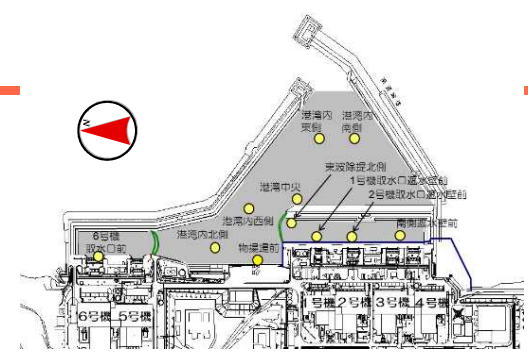 港湾内
東側
港湾内
南側
N
東波除堤北側
1号機取水口遮水壁前
2号機取水口遮水壁前
港湾中央
港湾内西側
6号機
取水口前
港湾内北側
物揚場前
南側遮水壁前
6号機
5号機
1号機
2号機
3号機
4号機